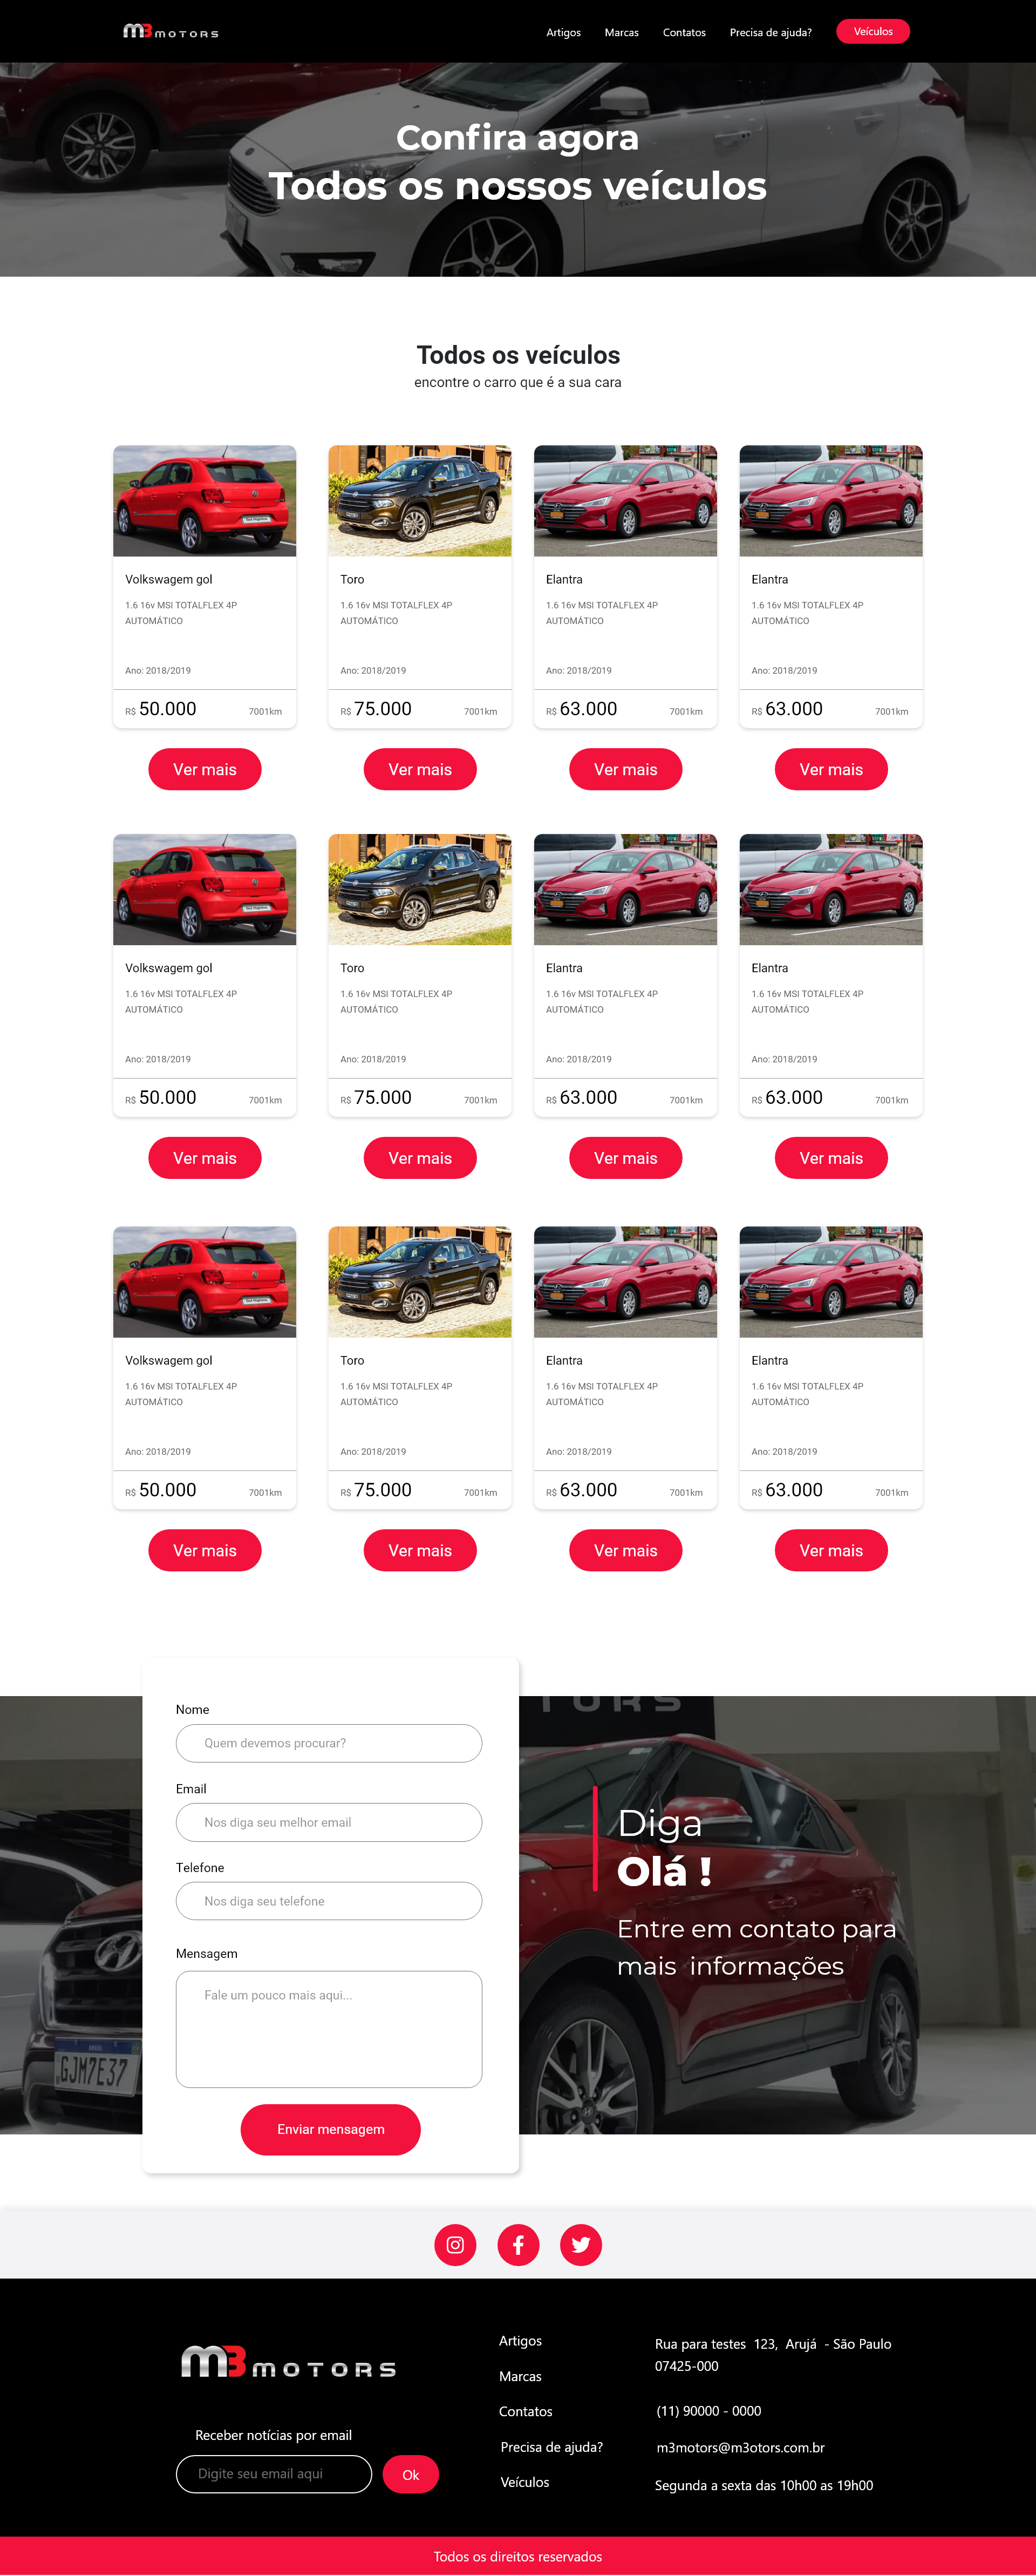 m3 MOTORS
Artigos
Marcas
Contatos
Precisa de ajuda?
Veículos
Confira agora
Todos os nossos veículos
Todos os veículos
encontre o carro que é a sua cara
Volkswagem gol
1.6 16v MSI TOTALFLEX 4P
AUTOMÁTICO
Ano: 2018/2019
R$ 50.000
7001km
Ver mais
Toro
1.6 16v MSI TOTALFLEX 4P
AUTOMÁTICO
Ano: 2018/2019
R$ 75.000
7001km
Ver mais
Elantra
1.6 16v MSI TOTALFLEX 4P
AUTOMÁTICO
Ano: 2018/2019
R$ 63.000
7001km
Ver mais
Elantra
1.6 16v MSI TOTALFLEX 4P
AUTOMÁTICO
Ano: 2018/2019
R$ 63.000
7001km
Ver mais
Volkswagem gol
1.6 16v MSI TOTALFLEX 4P
AUTOMÁTICO
Ano: 2018/2019
R$ 50.000
7001km
Ver mais
Toro
1.6 16v MSI TOTALFLEX 4P
AUTOMÁTICO
Ano: 2018/2019
R$ 75.000
7001km
Ver mais
Elantra
1.6 16v MSI TOTALFLEX 4P
AUTOMÁTICO
Ano: 2018/2019
R$ 63.000
7001km
Ver mais
Elantra
1.6 16v MSI TOTALFLEX 4P
AUTOMÁTICO
Ano: 2018/2019
R$ 63.000
7001km
Ver mais
Volkswagem gol
1.6 16v MSI TOTALFLEX 4P
AUTOMÁTICO
Ano: 2018/2019
R$ 50.000
7001km
Ver mais
Toro
1.6 16v MSI TOTALFLEX 4P
AUTOMÁTICO
Ano: 2018/2019
R$ 75.000
7001km
Ver mais
Elantra
1.6 16v MSI TOTALFLEX 4P
AUTOMÁTICO
Ano: 2018/2019
R$ 63.000
7001km
Ver mais
Elantra
1.6 16v MSI TOTALFLEX 4P
AUTOMÁTICO
Ano: 2018/2019
R$ 63.000
7001km
Ver mais
Nome
Quem devemos procurar?
Email
Nos diga seu melhor email
Telefone
Nos diga seu telefone
Mensagem
Fale um pouco mais aqui...
Enviar mensagem
TORS
GJM7E37
Diga
Olá !
Entre em contato para
mais informações
m3 MOTORS
Receber notícias por email
Digite seu email aqui
Ok
Artigos
Marcas
Contatos
Precisa de ajuda?
Veículos
Rua para testes 123, Arujá - São Paulo
07425-000
(11) 90000 - 0000
m3motors@m3otors.com.br
Segunda a sexta das 10h00 as 19h00
Todos os direitos reservados